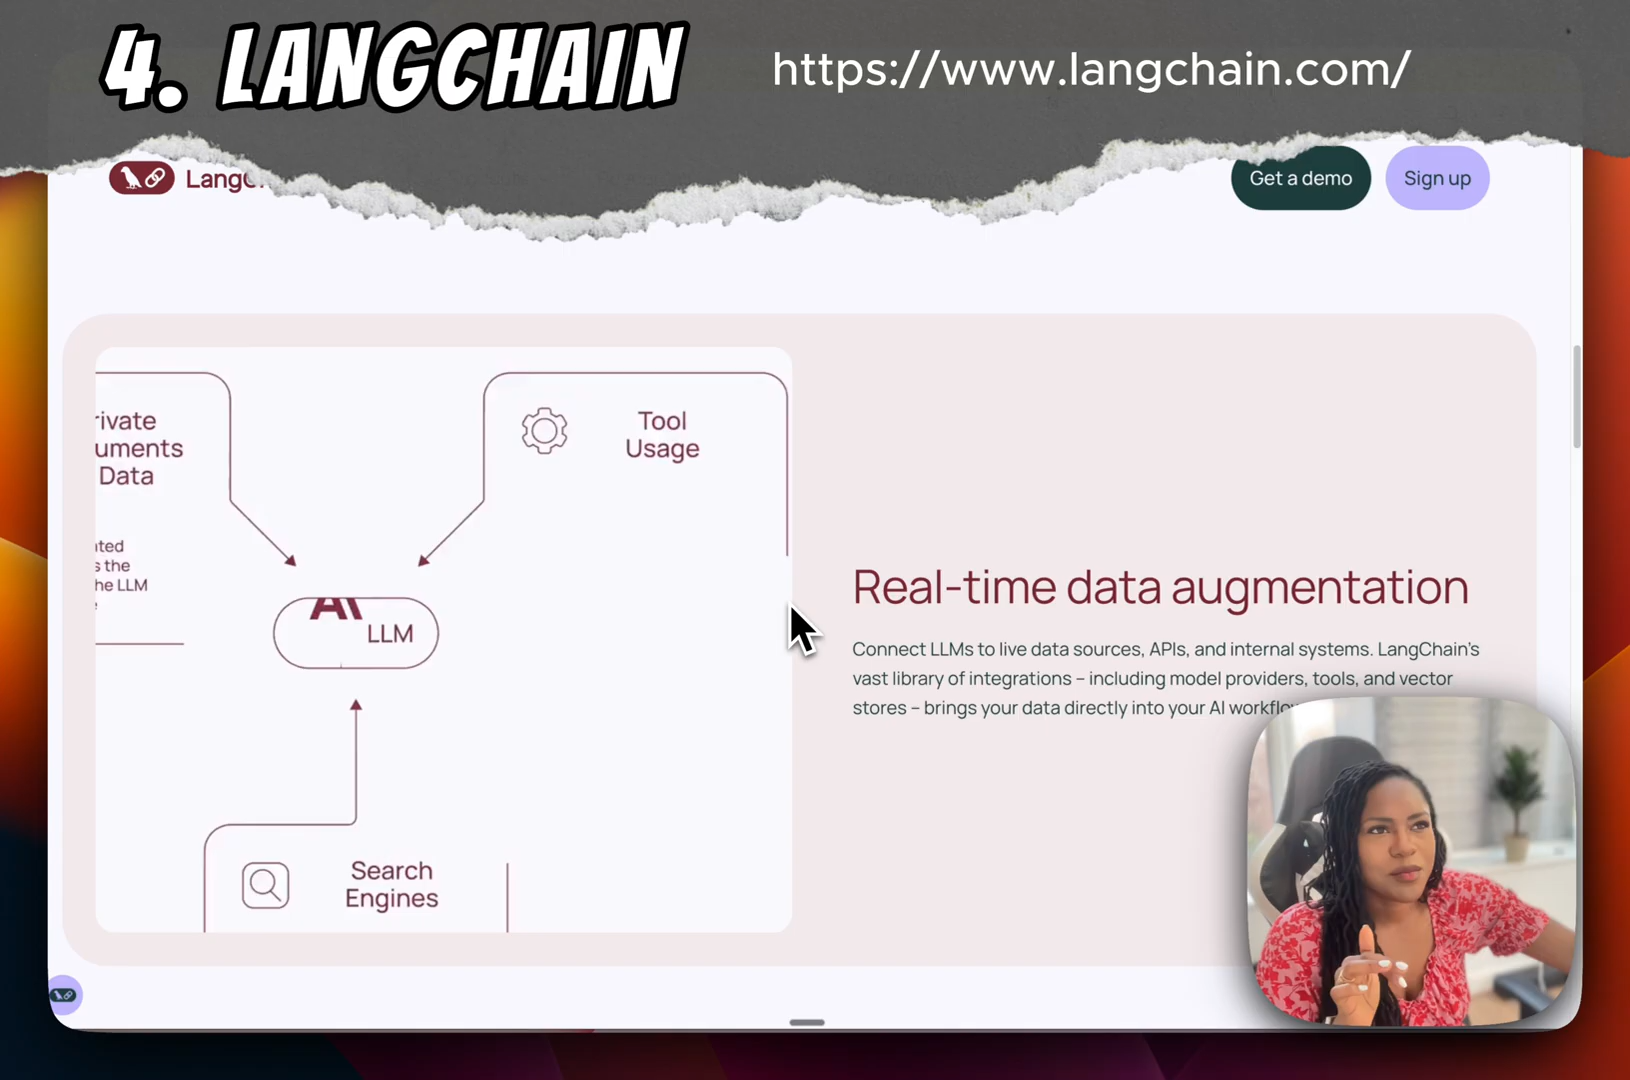 4. LANGCHAIN
https://www.langchain.com/
Get a demo
Sign up
Tool
Usage
Data
the
LLM
LLM
Search
Engines
Real-time data augmentation
Connect LLMs to live data sources, APIs, and internal systems. LangChain's
vast library of integrations – including model providers, tools, and vector
stores – brings your data directly into your AI